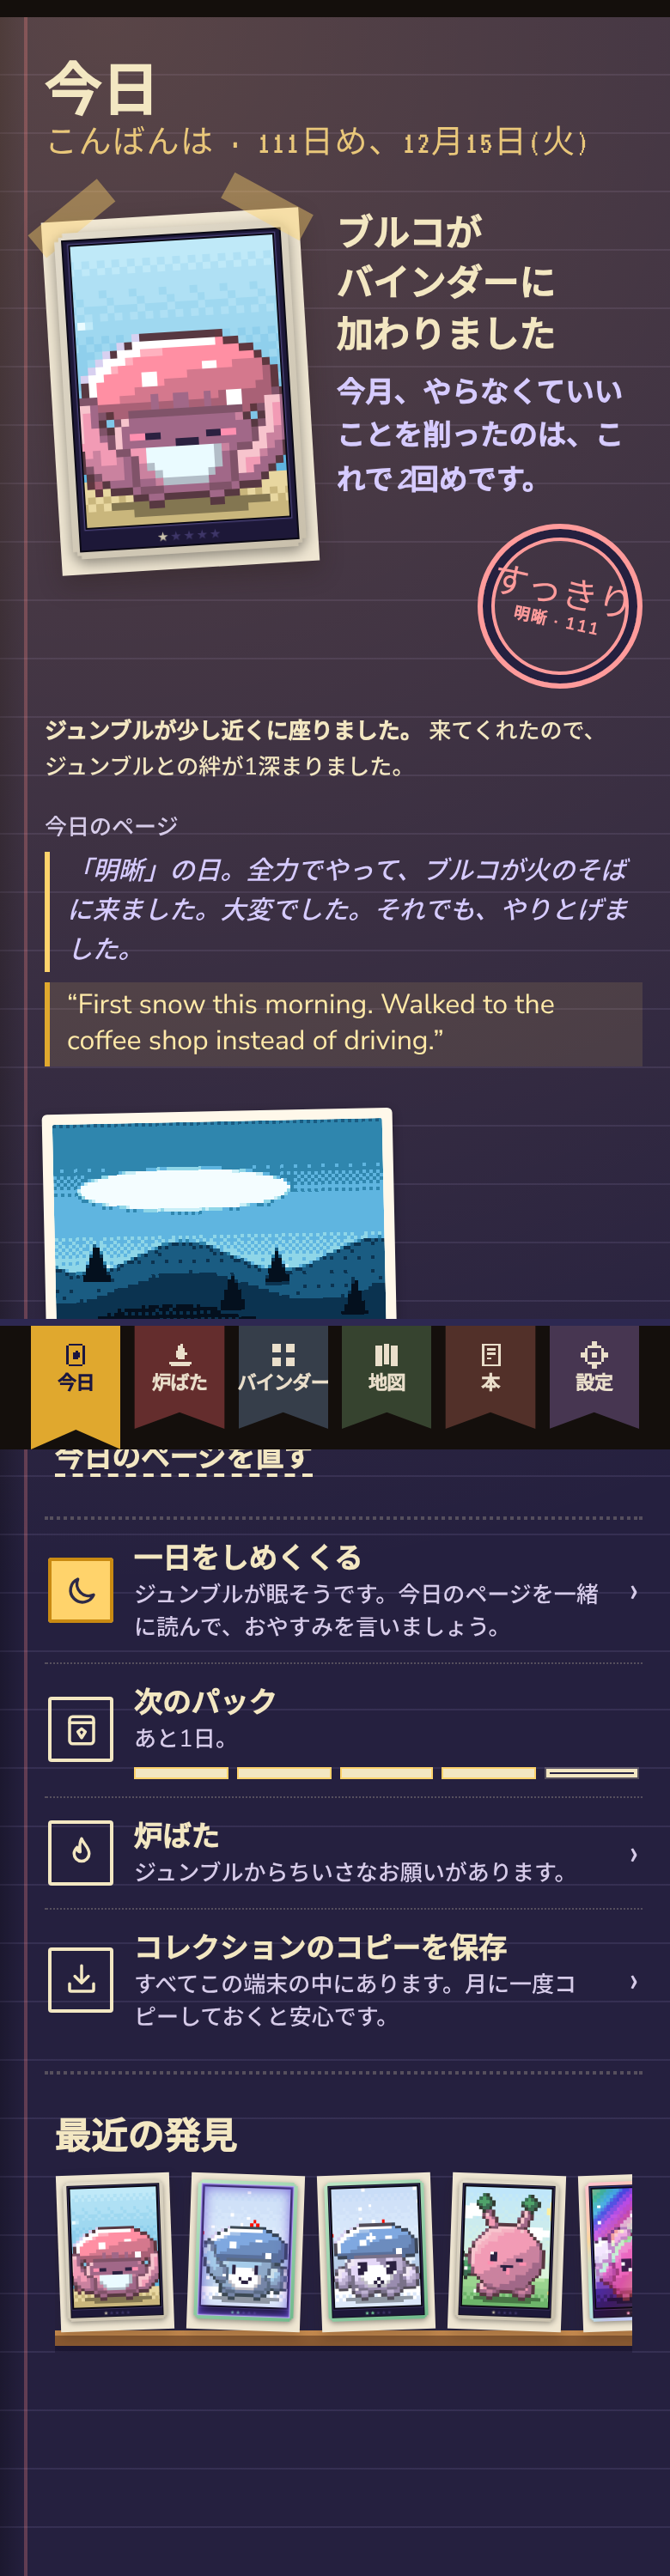 今日
こんばんは · 111日め、12月15日(火)
ブルコが
バインダーに
加わりました
今月、やらなくていい
ことを削ったのは、こ
れで2回めです。
すっきり
明晰 · 111
ジュンブルが少し近くに座りました。 来てくれたので、
ジュンブルとの絆が1深まりました。
今日のページ
「明晰」の日。全力でやって、ブルコが火のそば
に来ました。大変でした。それでも、やりとげま
した。
“First snow this morning. Walked to the
coffee shop instead of driving.”
今日
炉ばた
バインダー
地図
本
設定
今日のページを直す
一日をしめくくる
ジュンブルが眠そうです。今日のページを一緒
に読んで、おやすみを言いましょう。
次のパック
あと1日。
炉ばた
ジュンブルからちいさなお願いがあります。
コレクションのコピーを保存
すべてこの端末の中にあります。月に一度コ
ピーしておくと安心です。
最近の発見